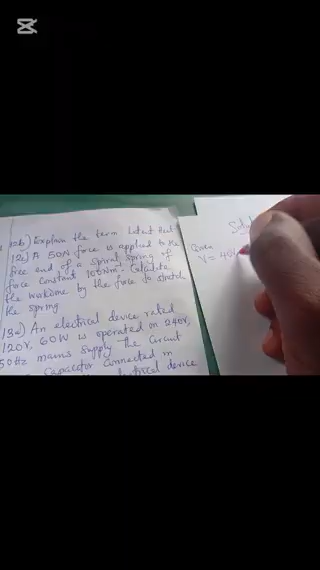 12b) Explain the term Latent Heat
12c) A 50N force is applied to the
free end of a spiral spring of
force constant 100Nm⁻¹. Calculate
the workdone by the force to stretch
the spring
13a) An electrical device rated
120V, 60W is operated on 240V,
50Hz mains supply the circuit
Capacitor connected in
electrical device
Given
V = 40